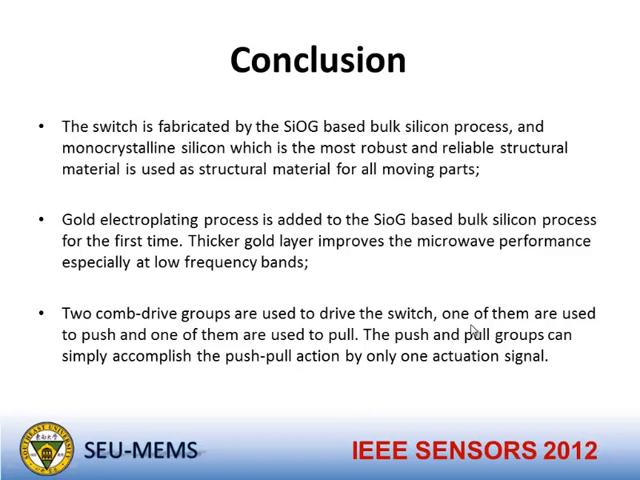 Conclusion
• The switch is fabricated by the SiOG based bulk silicon process, and
monocrystalline silicon which is the most robust and reliable structural
material is used as structural material for all moving parts;
• Gold electroplating process is added to the SioG based bulk silicon process
for the first time. Thicker gold layer improves the microwave performance
especially at low frequency bands;
• Two comb-drive groups are used to drive the switch, one of them are used
to push and one of them are used to pull. The push and pull groups can
simply accomplish the push-pull action by only one actuation signal.
SOUTHEAST UNIVERSITY
SEU-MEMS
IEEE SENSORS 2012